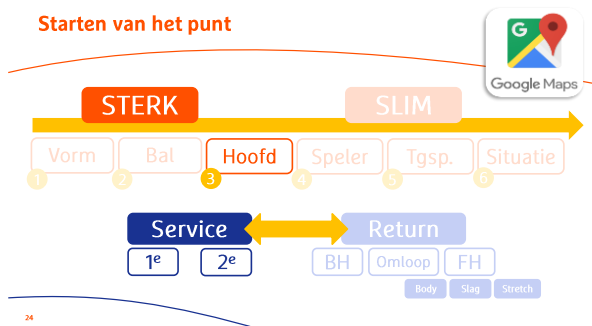 Starten van het punt
Google Maps
STERK SLIM
Vorm Bal Hoofd Speler Tgsp. Situatie
1 2 3 4 5 6
Service Return
1e 2e BH Omloop FH
Body Slag Stretch
24